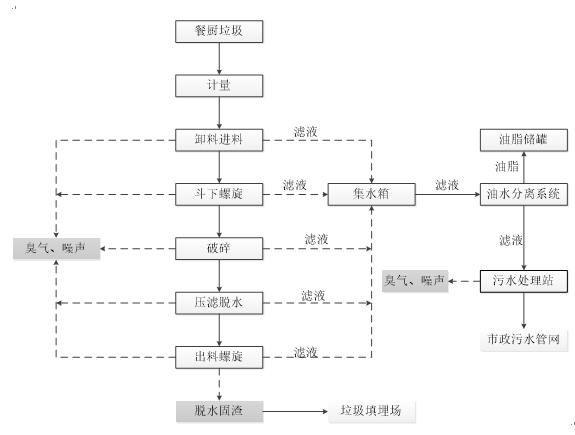 餐厨垃圾
计量
卸料进料
滤液
油脂储罐
油脂
斗下螺旋
滤液
集水箱
滤液
油水分离系统
臭气、噪声
破碎
滤液
滤液
臭气、噪声
污水处理站
压滤脱水
滤液
市政污水管网
出料螺旋
滤液
脱水固渣
垃圾填埋场